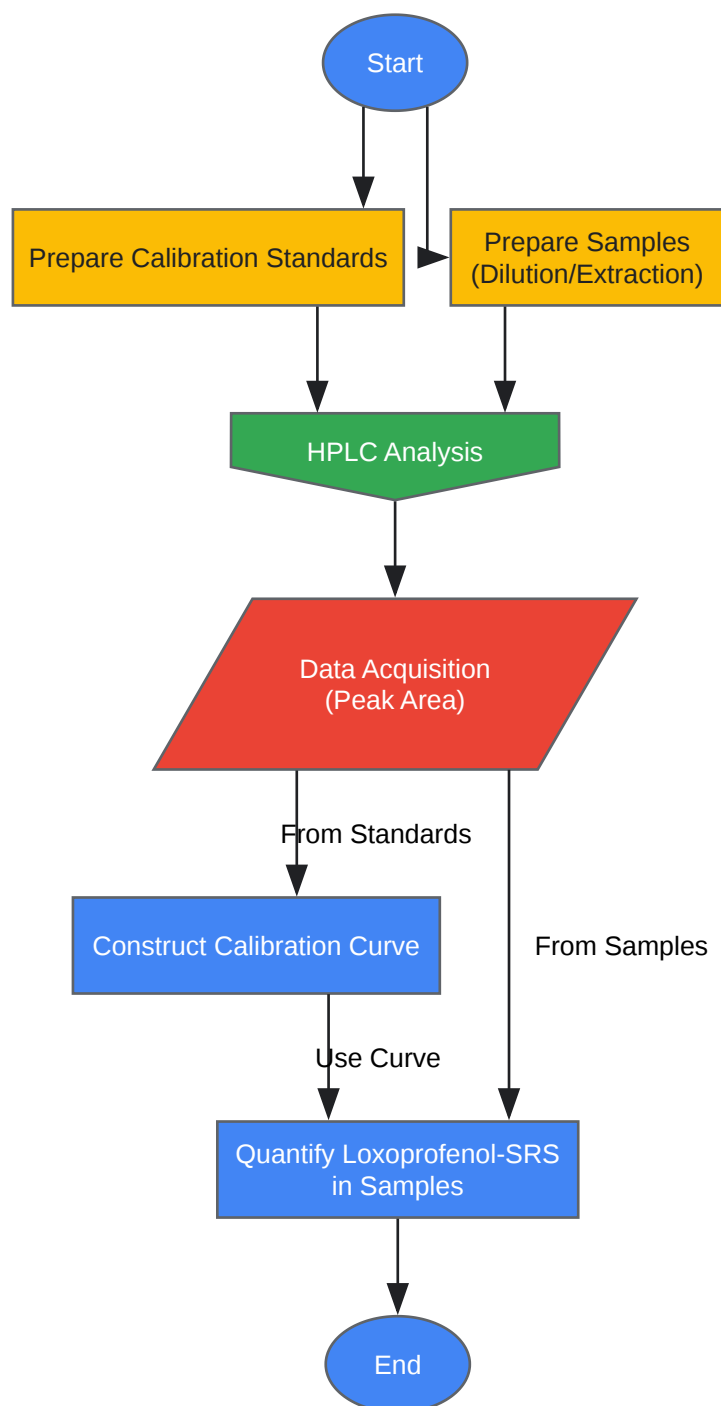 Start
Prepare Calibration Standards
Prepare Samples
(Dilution/Extraction)
HPLC Analysis
Data Acquisition
(Peak Area)
From Standards
Construct Calibration Curve
From Samples
Use Curve
Quantify Loxoprofenol-SRS
in Samples
End